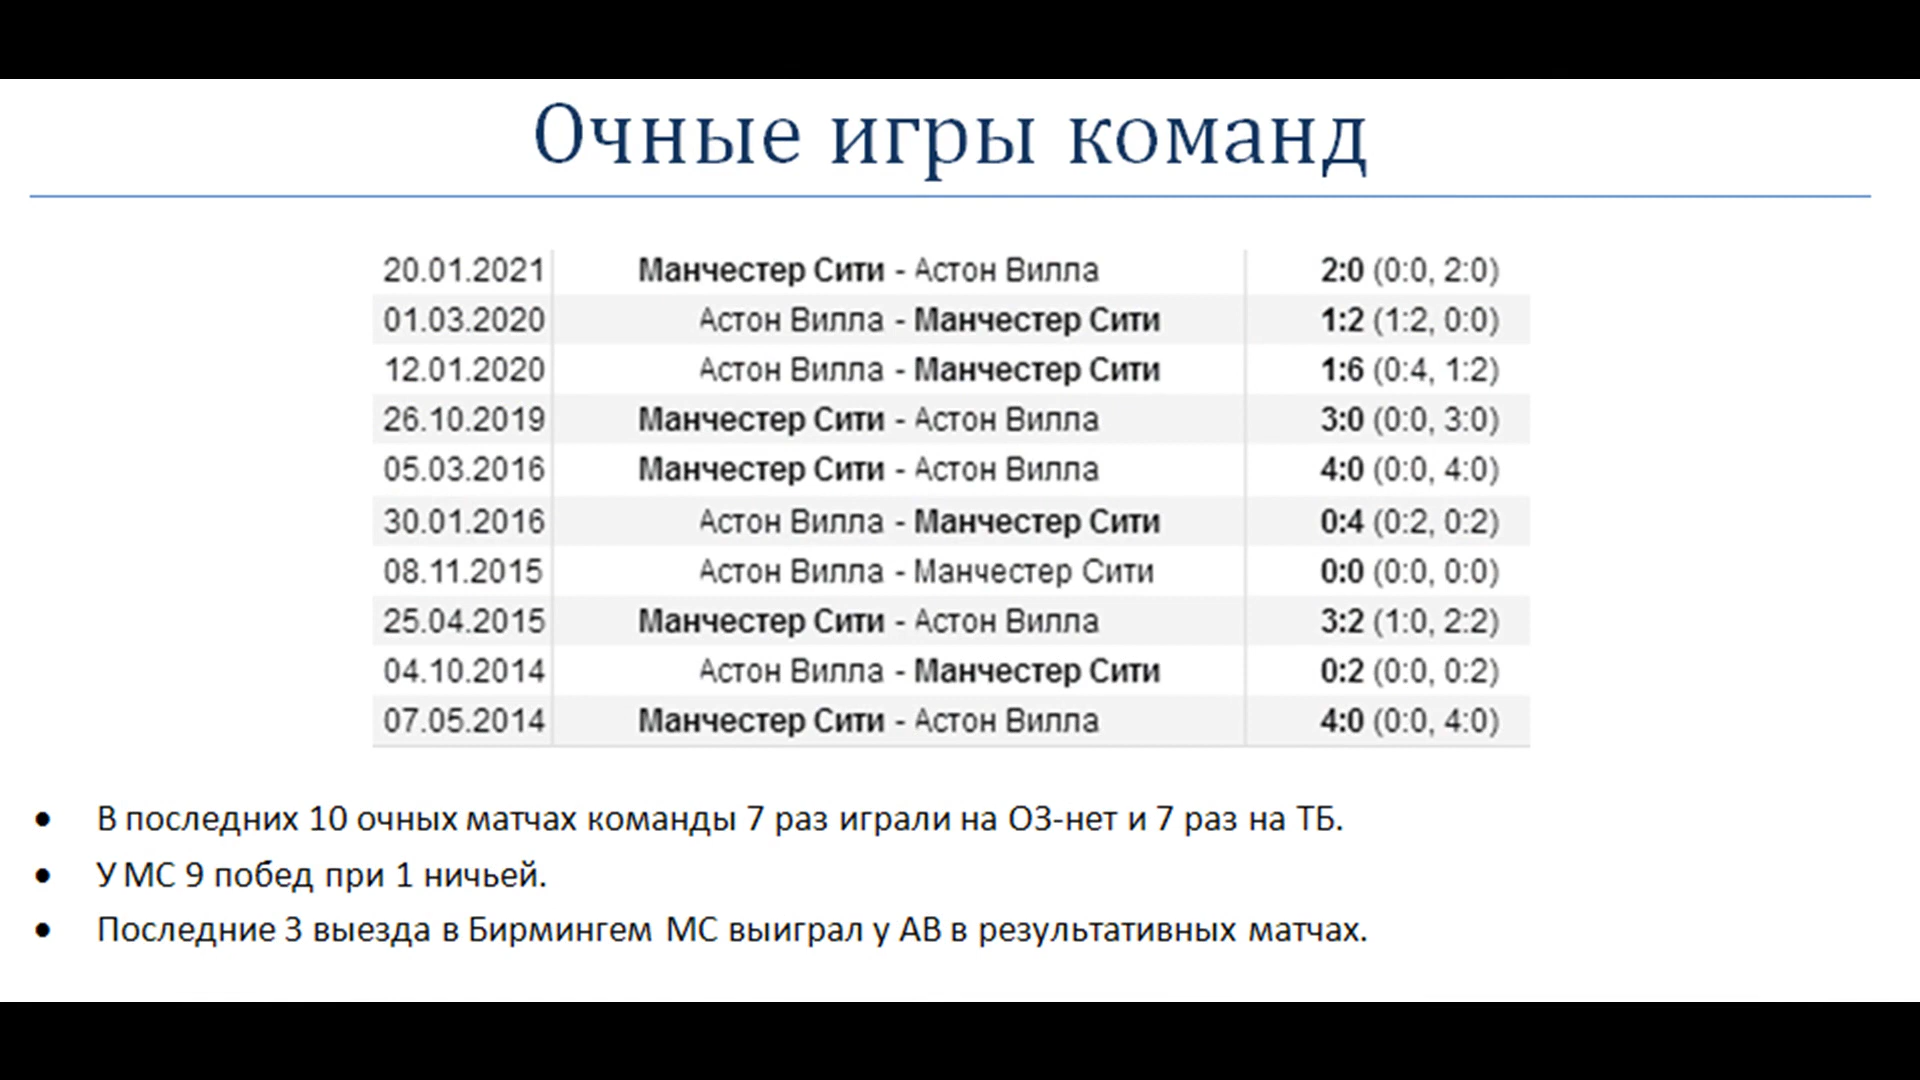 Очные игры команд
20.01.2021 Манчестер Сити - Астон Вилла 2:0 (0:0, 2:0)
01.03.2020 Астон Вилла - Манчестер Сити 1:2 (1:2, 0:0)
12.01.2020 Астон Вилла - Манчестер Сити 1:6 (0:4, 1:2)
26.10.2019 Манчестер Сити - Астон Вилла 3:0 (0:0, 3:0)
05.03.2016 Манчестер Сити - Астон Вилла 4:0 (0:0, 4:0)
30.01.2016 Астон Вилла - Манчестер Сити 0:4 (0:2, 0:2)
08.11.2015 Астон Вилла - Манчестер Сити 0:0 (0:0, 0:0)
25.04.2015 Манчестер Сити - Астон Вилла 3:2 (1:0, 2:2)
04.10.2014 Астон Вилла - Манчестер Сити 0:2 (0:0, 0:2)
07.05.2014 Манчестер Сити - Астон Вилла 4:0 (0:0, 4:0)
• В последних 10 очных матчах команды 7 раз играли на ОЗ-нет и 7 раз на ТБ.
• У МС 9 побед при 1 ничьей.
• Последние 3 выезда в Бирмингем МС выиграл у АВ в результативных матчах.